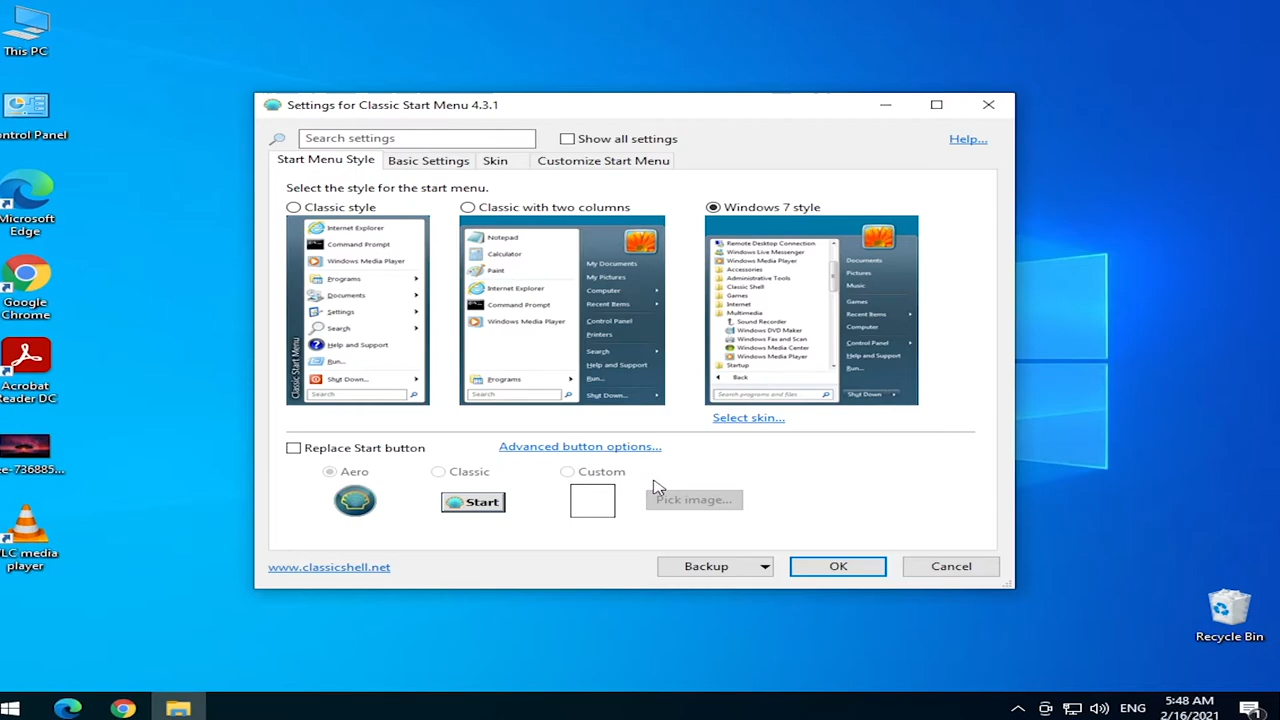 This PC
ontrol Panel
Microsoft
Edge
Google
Chrome
Acrobat
Reader DC
ee-736885...
VLC media
player
Settings for Classic Start Menu 4.3.1
Search settings
Show all settings
Help...
Start Menu Style
Basic Settings
Skin
Customize Start Menu
Select the style for the start menu.
Classic style
Classic with two columns
Windows 7 style
Internet Explorer
Command Prompt
Windows Media Player
Programs
Documents
Settings
Search
Help and Support
Run...
Shut Down...
Search
Classic Start Menu
Notepad
Calculator
Paint
Internet Explorer
Command Prompt
Windows Media Player
Programs
Search
My Documents
My Pictures
Computer
Recent Items
Control Panel
Printers
Search
Help and Support
Run...
Shut Down...
Remote Desktop Connection
Windows Live Messenger
Windows Media Player
Accessories
Administrative Tools
Classic Shell
Games
Internet
Multimedia
Sound Recorder
Windows DVD Maker
Windows Fax and Scan
Windows Media Center
Windows Media Player
Startup
Back
Search programs and files
Documents
Pictures
Music
Games
Recent Items
Computer
Control Panel
Help and Support
Run...
Shut Down
Select skin...
Replace Start button
Advanced button options...
Aero
Classic
Custom
Start
Pick image...
www.classicshell.net
Backup
OK
Cancel
Recycle Bin
ENG
5:48 AM
2/16/2021
1